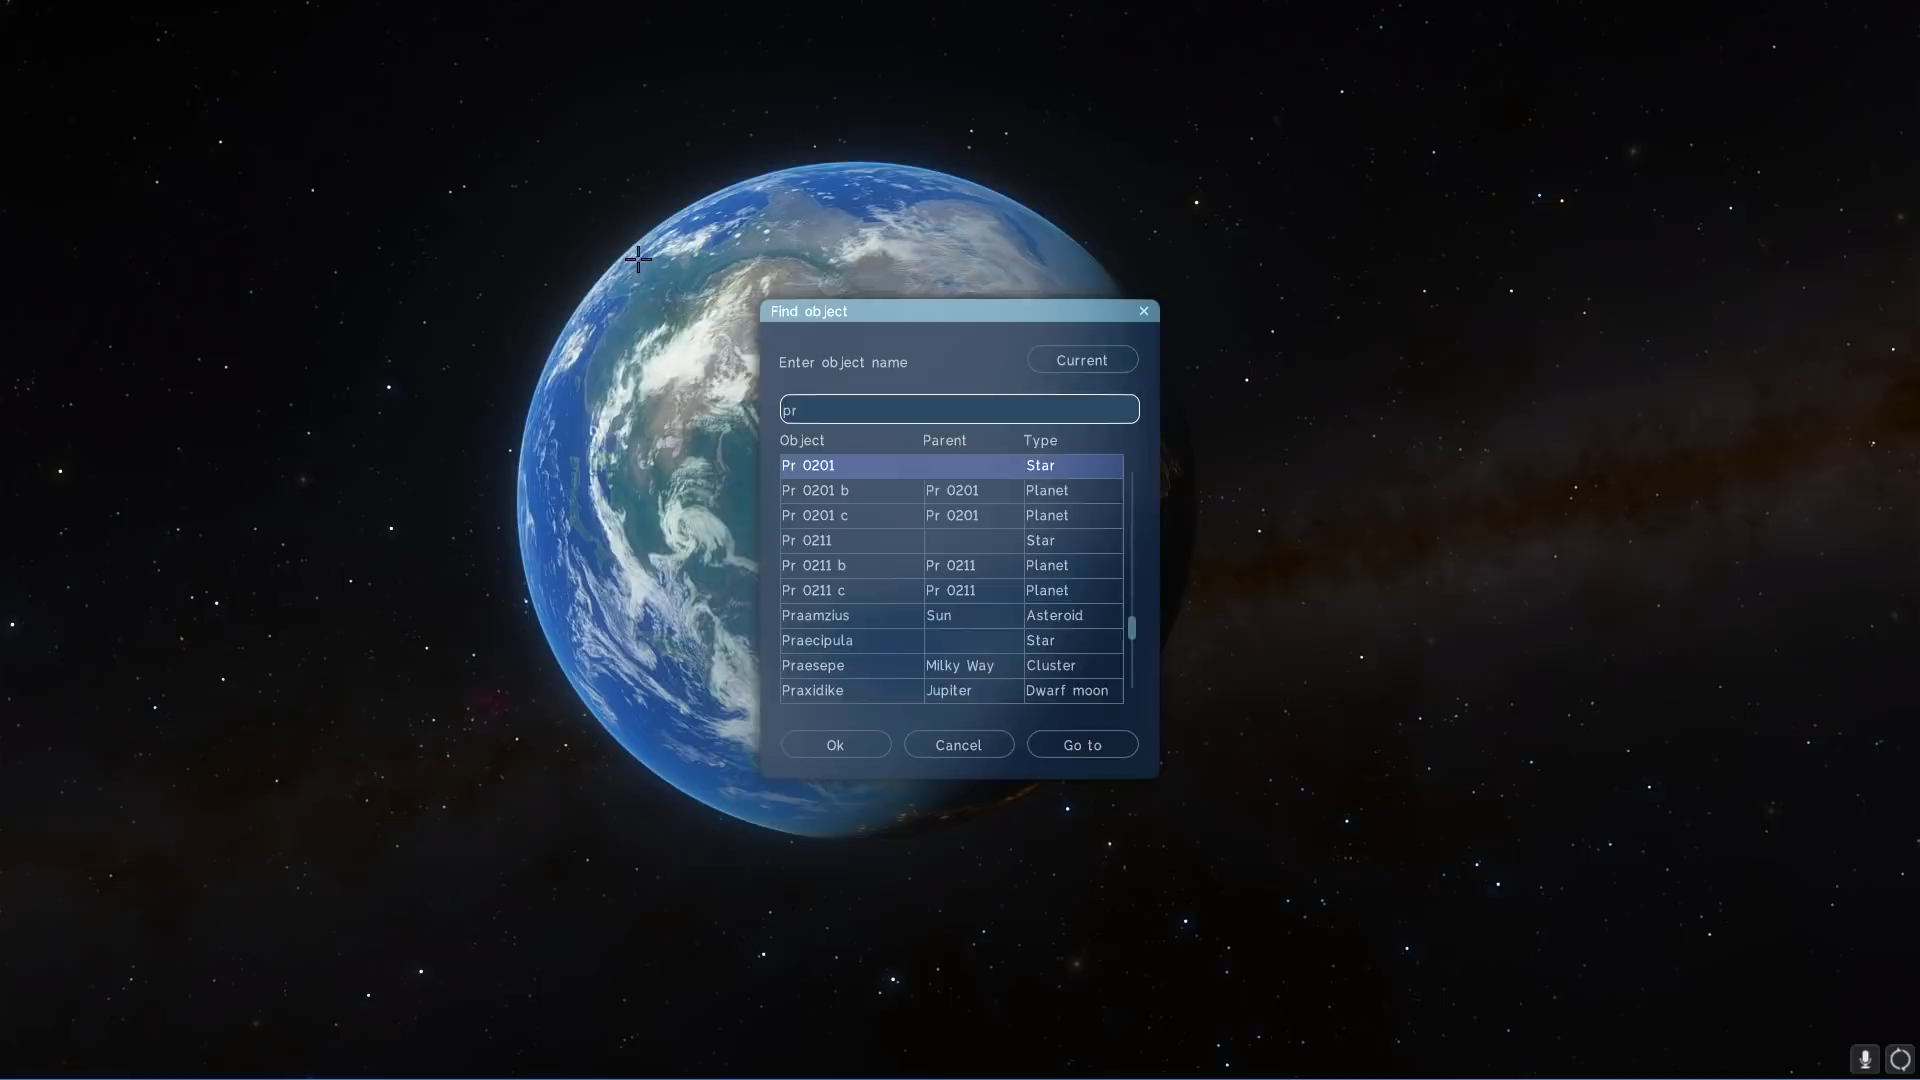 Find object
Enter object name
Current
pr
Object Parent Type
Pr 0201 Star
Pr 0201 b Pr 0201 Planet
Pr 0201 c Pr 0201 Planet
Pr 0211 Star
Pr 0211 b Pr 0211 Planet
Pr 0211 c Pr 0211 Planet
Praamzius Sun Asteroid
Praecipula Star
Praesepe Milky Way Cluster
Praxidike Jupiter Dwarf moon
Ok Cancel Go to